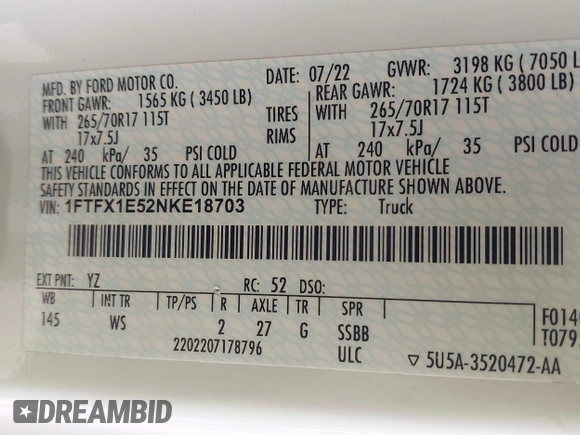 MFD. BY FORD MOTOR CO.
DATE: 07/22 GVWR: 3198 KG ( 7050 L
FRONT GAWR: 1565 KG ( 3450 LB)
REAR GAWR: 1724 KG ( 3800 LB)
WITH 265/70R17 115T TIRES WITH 265/70R17 115T
17x7.5J RIMS 17x7.5J
AT 240 kPa/ 35 PSI COLD AT 240 kPa/ 35 PSI COLD
THIS VEHICLE CONFORMS TO ALL APPLICABLE FEDERAL MOTOR VEHICLE
SAFETY STANDARDS IN EFFECT ON THE DATE OF MANUFACTURE SHOWN ABOVE.
VIN: 1FTFX1E52NKE18703 TYPE: Truck
EXT PNT: YZ RC: 52 DSO:
WB INT TR TP/PS R AXLE TR SPR
145 WS 2 27 G SSBB
2202207178796 ULC
F0140
T079
▽ 5U5A-3520472-AA
DREAMBID